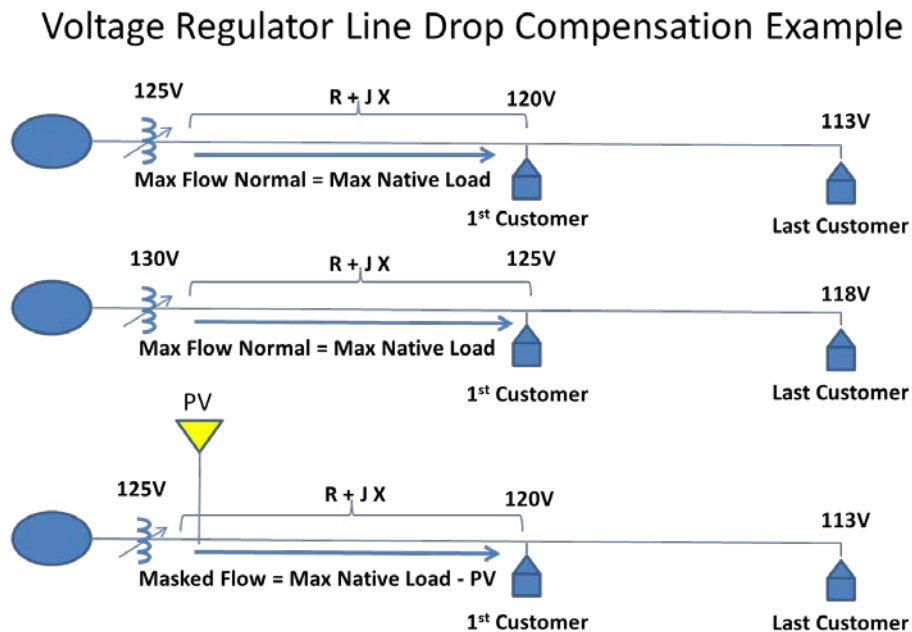 Voltage Regulator Line Drop Compensation Example
125V
R + J X
120V
113V
Max Flow Normal = Max Native Load
1st Customer
Last Customer
130V
R + J X
125V
118V
Max Flow Normal = Max Native Load
1st Customer
Last Customer
PV
125V
R + J X
120V
113V
Masked Flow = Max Native Load - PV
1st Customer
Last Customer